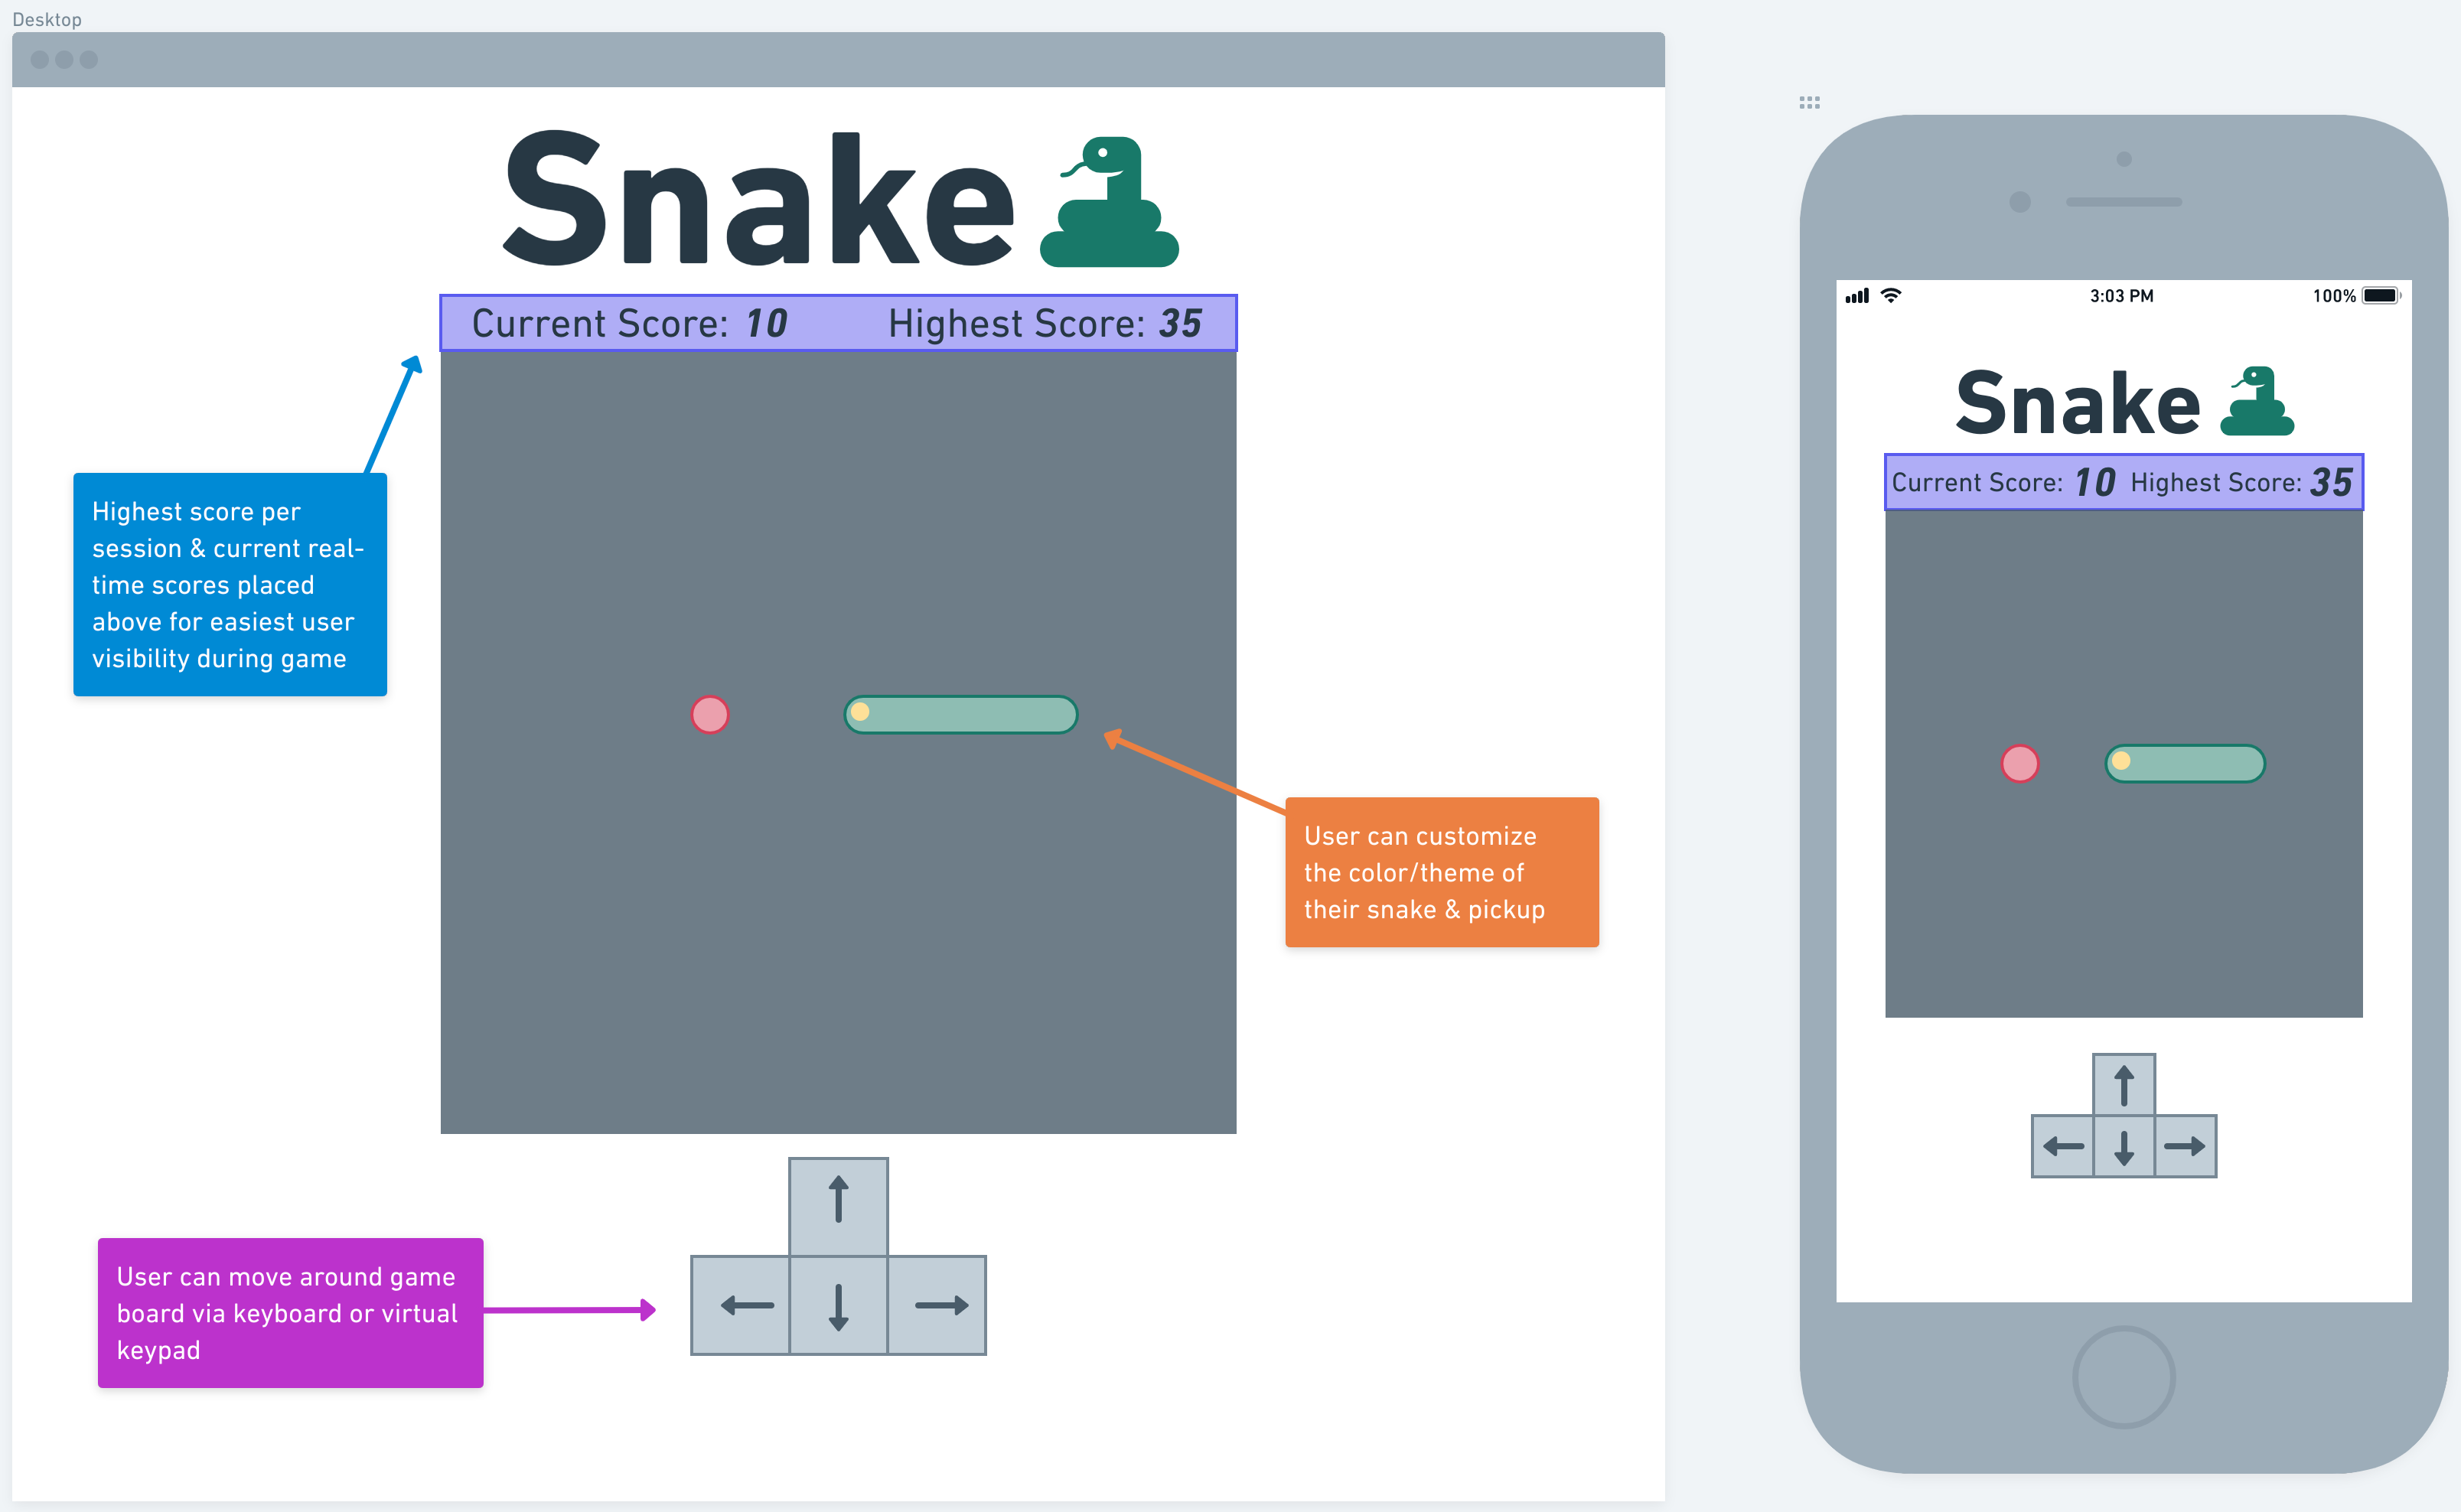 Desktop
Snake
Current Score: 10 Highest Score: 35
Highest score per
session & current real-
time scores placed
above for easiest user
visibility during game
User can customize
the color/theme of
their snake & pickup
User can move around game
board via keyboard or virtual
keypad
3:03 PM 100%
Snake
Current Score: 10 Highest Score: 35